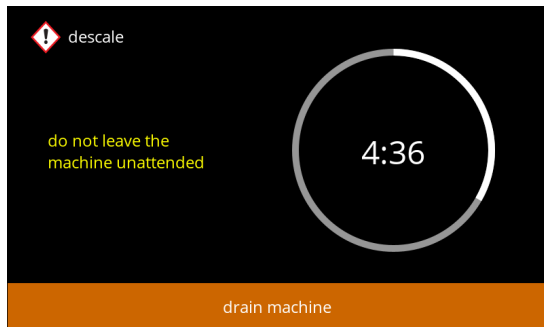 descale
do not leave the
machine unattended
4:36
drain machine